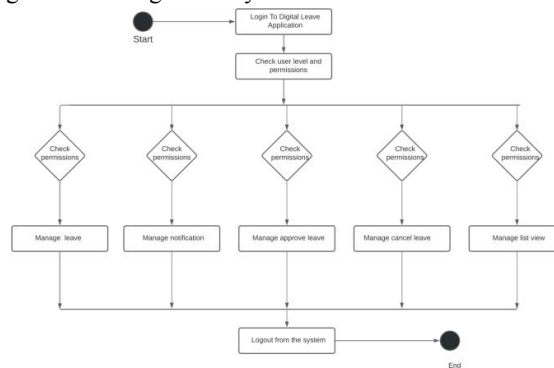 Login To Digital Leave
Application
Start
Check user level and
permissions
Check
permissions
Check
permissions
Check
permissions
Check
permissions
Check
permissions
Manage leave
Manage notification
Manage approve leave
Manage cancel leave
Manage list view
Logout from the system
End